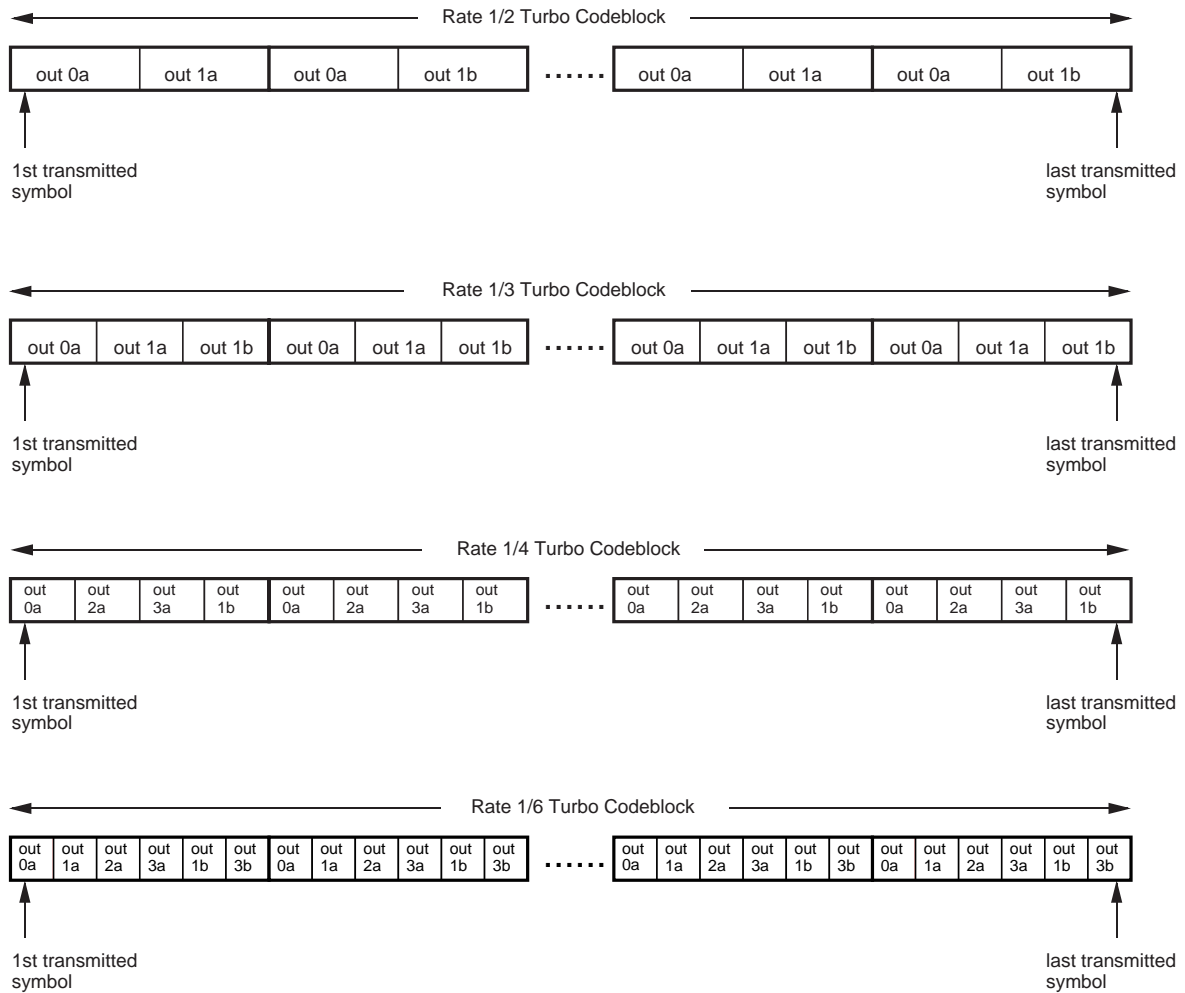 Rate 1/2 Turbo Codeblock
out 0a out 1a out 0a out 1b ...... out 0a out 1a out 0a out 1b
1st transmitted
symbol
last transmitted
symbol
Rate 1/3 Turbo Codeblock
out 0a out 1a out 1b out 0a out 1a out 1b ...... out 0a out 1a out 1b out 0a out 1a out 1b
1st transmitted
symbol
last transmitted
symbol
Rate 1/4 Turbo Codeblock
out out out out out out out out out out out out out out out out
0a 2a 3a 1b 0a 2a 3a 1b ...... 0a 2a 3a 1b 0a 2a 3a 1b
1st transmitted
symbol
last transmitted
symbol
Rate 1/6 Turbo Codeblock
out out out out out out out out out out out out out out out out out out out out out out out out
0a 1a 2a 3a 1b 3b 0a 1a 2a 3a 1b 3b ...... 0a 1a 2a 3a 1b 3b 0a 1a 2a 3a 1b 3b
1st transmitted
symbol
last transmitted
symbol